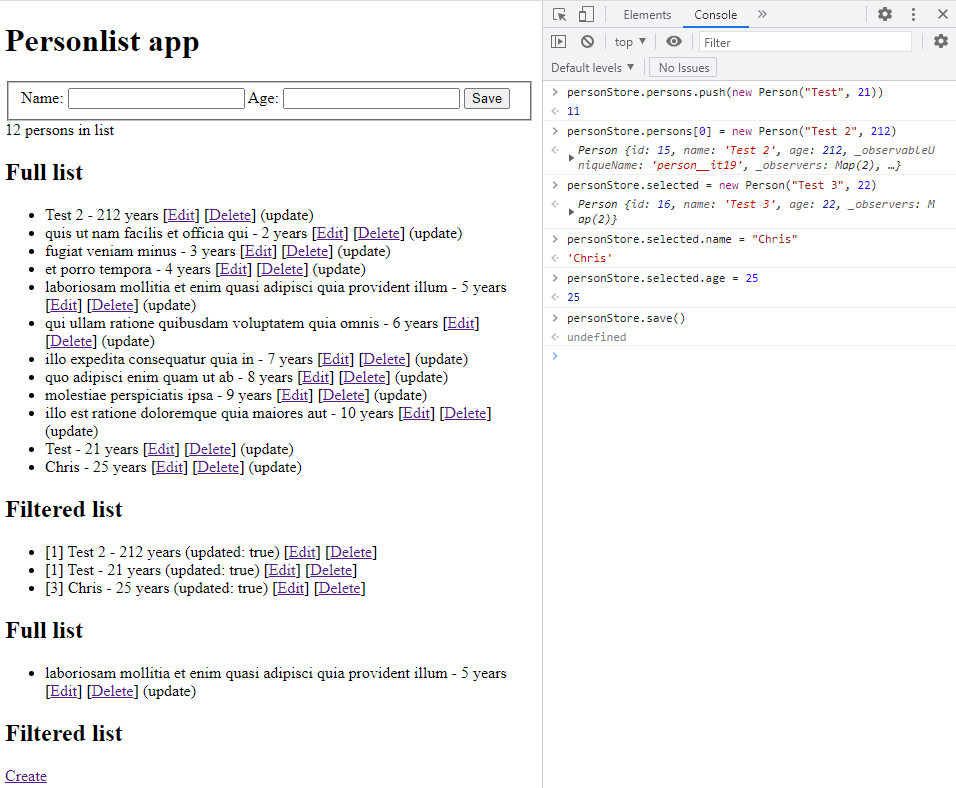 Personlist app
Name: Age: Save
12 persons in list
Full list
Test 2 - 212 years [Edit] [Delete] (update)
quis ut nam facilis et officia qui - 2 years [Edit] [Delete] (update)
fugiat veniam minus - 3 years [Edit] [Delete] (update)
et porro tempora - 4 years [Edit] [Delete] (update)
laboriosam mollitia et enim quasi adipisci quia provident illum - 5 years
[Edit] [Delete] (update)
qui ullam ratione quibusdam voluptatem quia omnis - 6 years [Edit]
[Delete] (update)
illo expedita consequatur quia in - 7 years [Edit] [Delete] (update)
quo adipisci enim quam ut ab - 8 years [Edit] [Delete] (update)
molestiae perspiciatis ipsa - 9 years [Edit] [Delete] (update)
illo est ratione doloremque quia maiores aut - 10 years [Edit] [Delete]
(update)
Test - 21 years [Edit] [Delete] (update)
Chris - 25 years [Edit] [Delete] (update)
Filtered list
[1] Test 2 - 212 years (updated: true) [Edit] [Delete]
[1] Test - 21 years (updated: true) [Edit] [Delete]
[3] Chris - 25 years (updated: true) [Edit] [Delete]
Full list
laboriosam mollitia et enim quasi adipisci quia provident illum - 5 years
[Edit] [Delete] (update)
Filtered list
Create
Elements Console »
top ▼ Filter
Default levels ▼ No Issues
> personStore.persons.push(new Person("Test", 21))
11
> personStore.persons[0] = new Person("Test 2", 212)
Person {id: 15, name: 'Test 2', age: 212, _observableU
niqueName: 'person__it19', _observers: Map(2), …}
> personStore.selected = new Person("Test 3", 22)
Person {id: 16, name: 'Test 3', age: 22, _observers: M
ap(2)}
> personStore.selected.name = "Chris"
'Chris'
> personStore.selected.age = 25
25
> personStore.save()
undefined
>